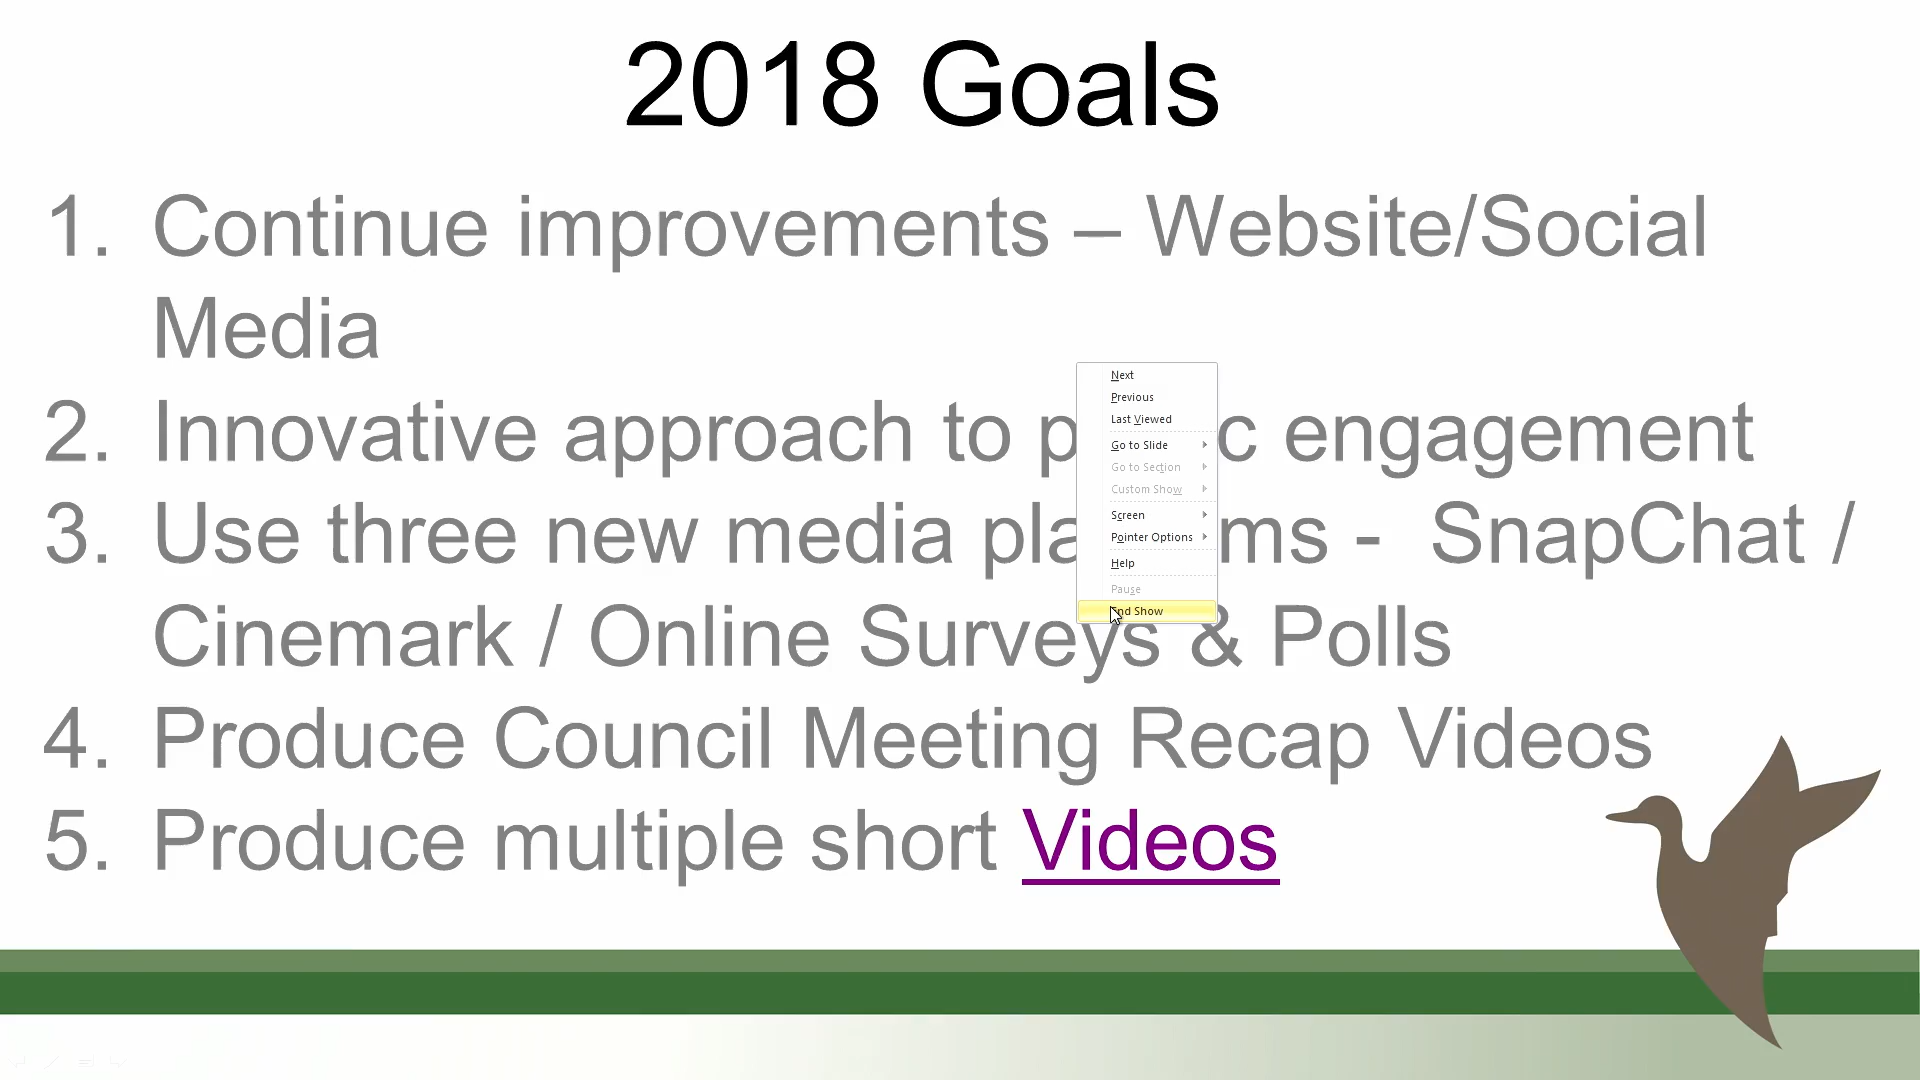 2018 Goals
1. Continue improvements – Website/Social
Media
2. Innovative approach to p c engagement
3. Use three new media pla ms - SnapChat /
Cinemark / Online Surveys & Polls
4. Produce Council Meeting Recap Videos
5. Produce multiple short Videos
Next
Previous
Last Viewed
Go to Slide
Go to Section
Custom Show
Screen
Pointer Options
Help
Pause
End Show